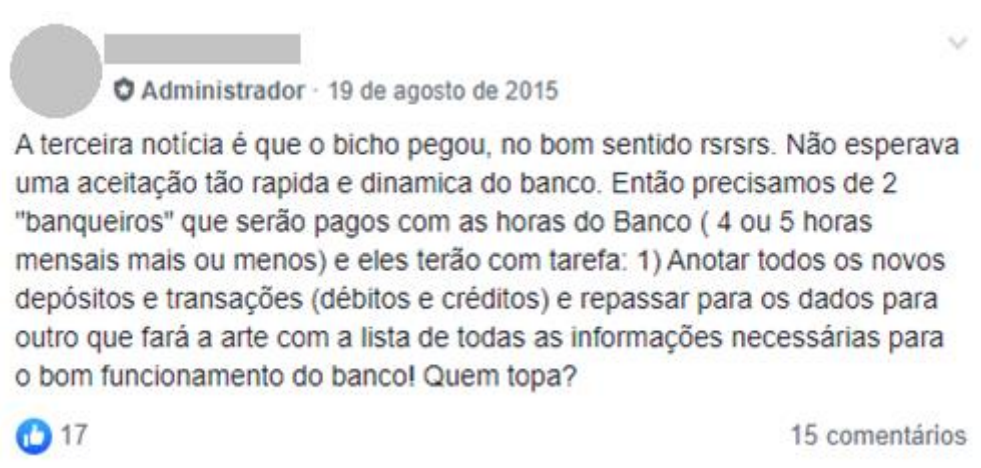 Administrador · 19 de agosto de 2015
A terceira notícia é que o bicho pegou, no bom sentido rsrsrs. Não esperava
uma aceitação tão rapida e dinamica do banco. Então precisamos de 2
"banqueiros" que serão pagos com as horas do Banco ( 4 ou 5 horas
mensais mais ou menos) e eles terão com tarefa: 1) Anotar todos os novos
depósitos e transações (débitos e créditos) e repassar para os dados para
outro que fará a arte com a lista de todas as informações necessárias para
o bom funcionamento do banco! Quem topa?
17 15 comentários